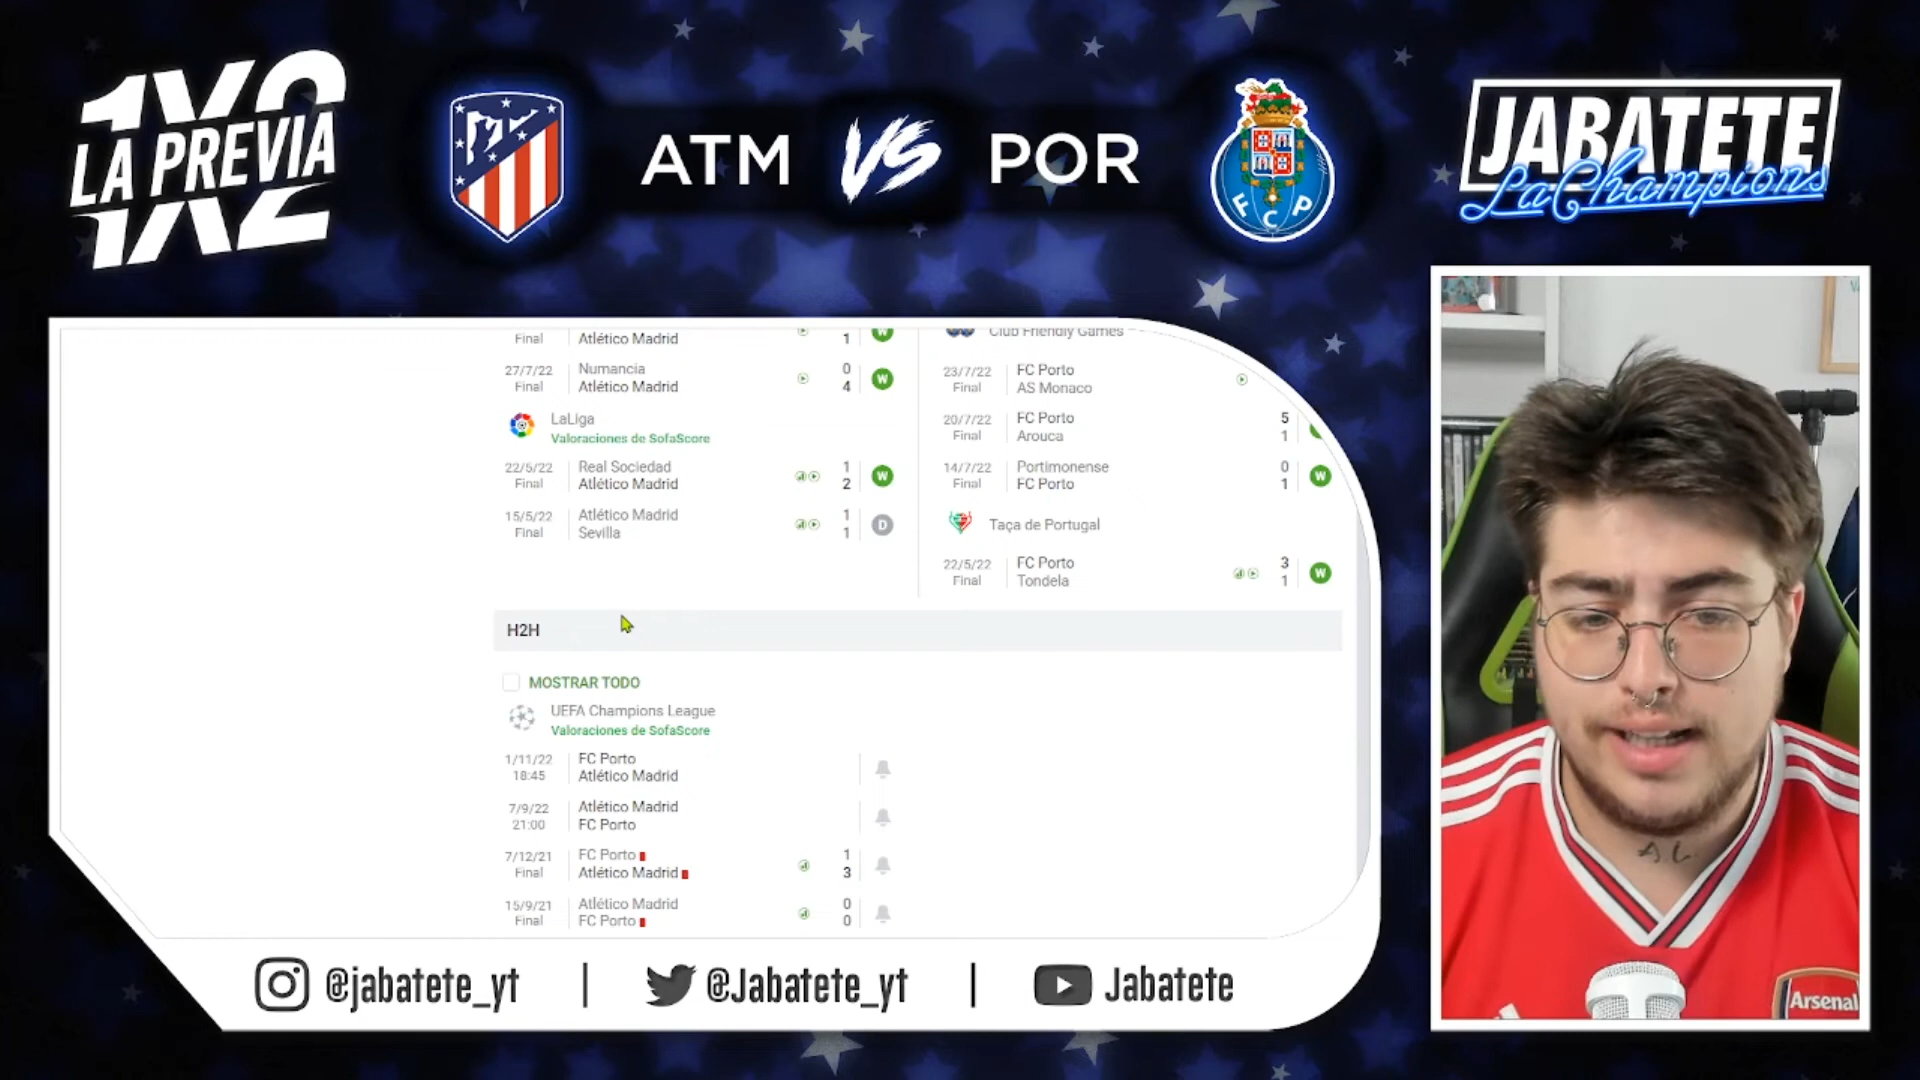 1X2
LA PREVIA
1X2
ATM VS POR
FCP
JABATETE
LaChampions
Final Atlético Madrid 1 W
27/7/22 Numancia 0
Final Atlético Madrid 4 W
LaLiga
Valoraciones de SofaScore
22/5/22 Real Sociedad 1
Final Atlético Madrid 2 W
15/5/22 Atlético Madrid 1
Final Sevilla 1 D
Club Friendly Games
23/7/22 FC Porto
Final AS Monaco
20/7/22 FC Porto 5
Final Arouca 1
14/7/22 Portimonense 0
Final FC Porto 1 W
Taça de Portugal
22/5/22 FC Porto 3
Final Tondela 1 W
H2H
MOSTRAR TODO
UEFA Champions League
Valoraciones de SofaScore
1/11/22 FC Porto
18:45 Atlético Madrid
7/9/22 Atlético Madrid
21:00 FC Porto
7/12/21 FC Porto 1
Final Atlético Madrid 3
15/9/21 Atlético Madrid 0
Final FC Porto 0
@jabatete_yt | @Jabatete_yt | Jabatete
A.L.
Arsenal